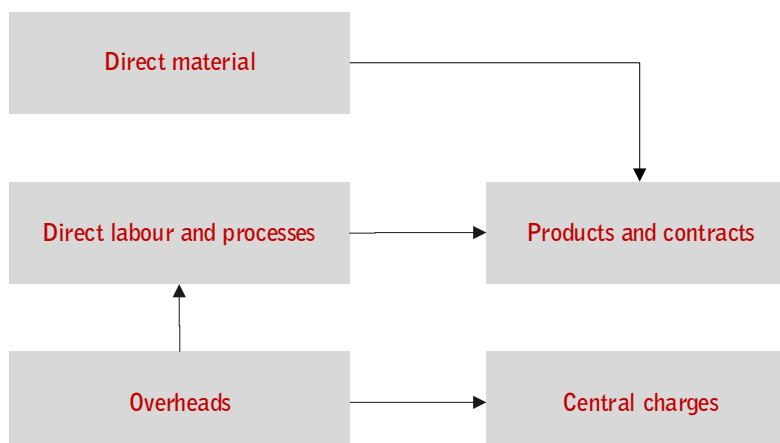 Direct material
Direct labour and processes
Products and contracts
Overheads
Central charges